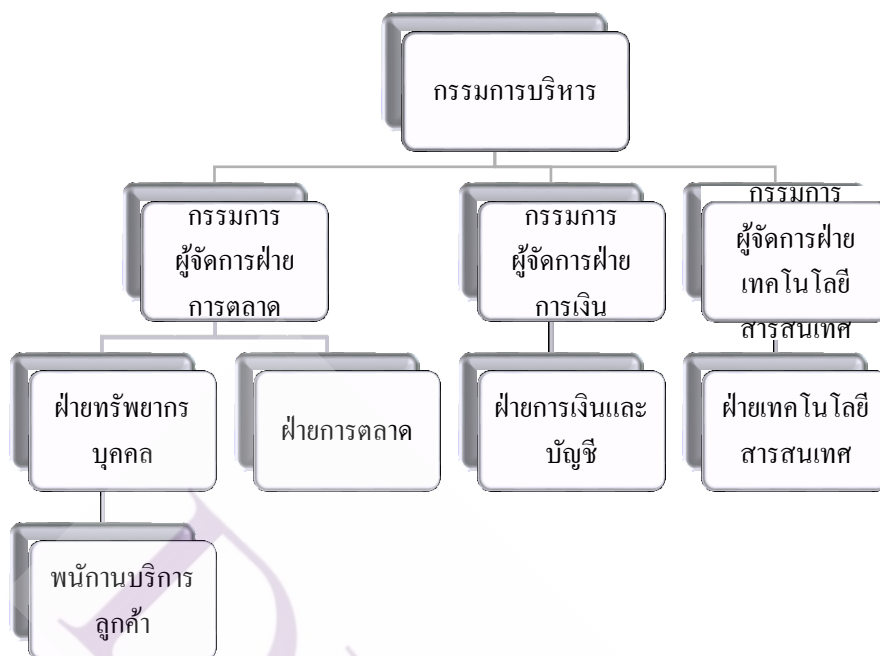 กรรมการบริหาร
กรรมการ
ผู้จัดการฝ่าย
การตลาด
กรรมการ
ผู้จัดการฝ่าย
การเงิน
กรรมการ
ผู้จัดการฝ่าย
เทคโนโลยี
สารสนเทศ
ฝ่ายทรัพยากร
บุคคล
ฝ่ายการตลาด
ฝ่ายการเงินและ
บัญชี
ฝ่ายเทคโนโลยี
สารสนเทศ
พนักานบริการ
ลูกค้า